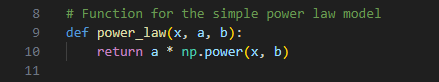 8 # Function for the simple power law model
9 def power_law(x, a, b):
10     return a * np.power(x, b)
11